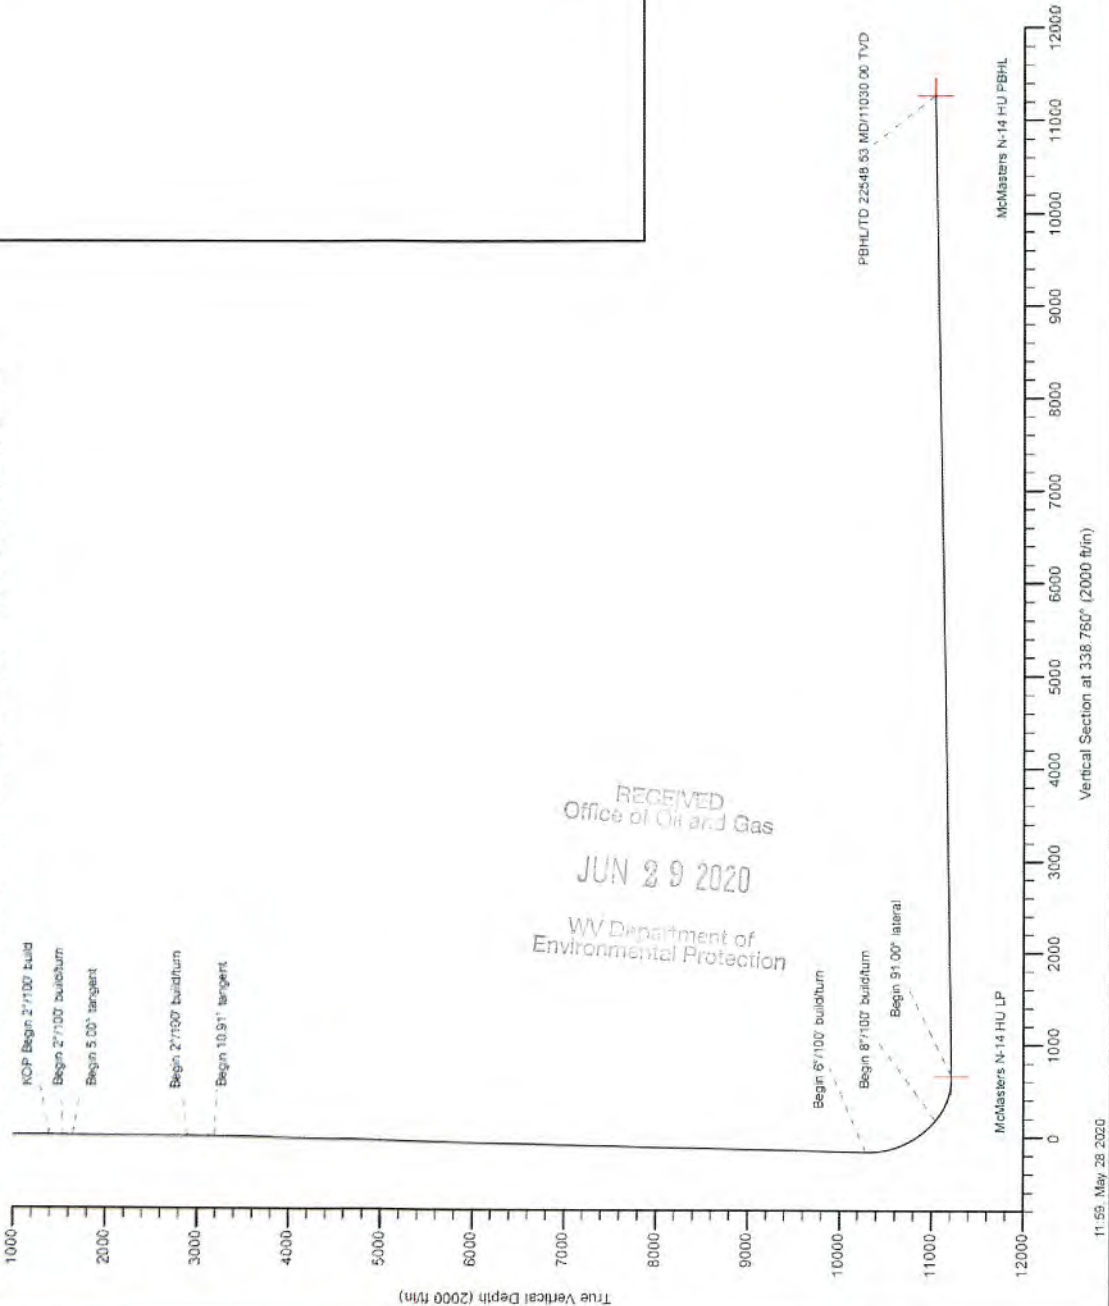 KOP Begin 2°/100' build
Begin 2°/100' build/turn
Begin 5.00° tangent
Begin 2°/100' build/turn
Begin 10.91° tangent
Begin 6°/100' build/turn
Begin 8°/100' build/turn
Begin 91.00° lateral
McMasters N-14 HU LP
PBHL/TD 22548.53 MD/11030.00 TVD
McMasters N-14 HU PBHL
RECEIVED
Office of Oil and Gas
JUN 29 2020
WV Department of
Environmental Protection
True Vertical Depth (2000 ft/in)
1000
2000
3000
4000
5000
6000
7000
8000
9000
10000
11000
12000
0
1000
2000
3000
4000
5000
6000
7000
8000
9000
10000
11000
12000
Vertical Section at 338.760° (2000 ft/in)
11:59, May 28 2020